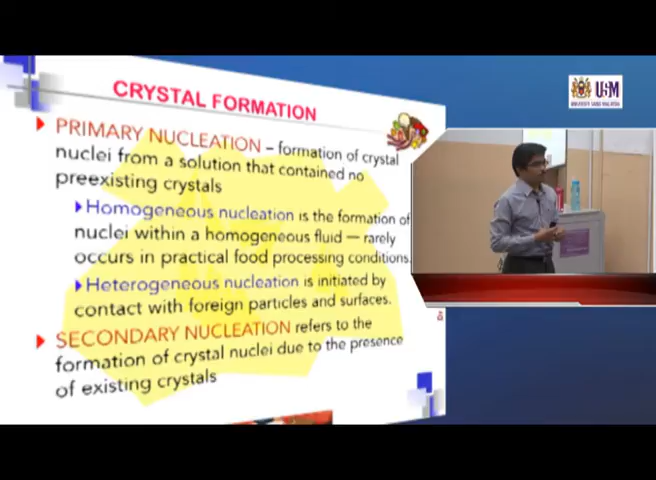 CRYSTAL FORMATION
PRIMARY NUCLEATION – formation of crystal
nuclei from a solution that contained no
preexisting crystals
Homogeneous nucleation is the formation of
nuclei within a homogeneous fluid — rarely
occurs in practical food processing conditions.
Heterogeneous nucleation is initiated by
contact with foreign particles and surfaces.
SECONDARY NUCLEATION refers to the
formation of crystal nuclei due to the presence
of existing crystals
USM
UNIVERSITI SAINS MALAYSIA